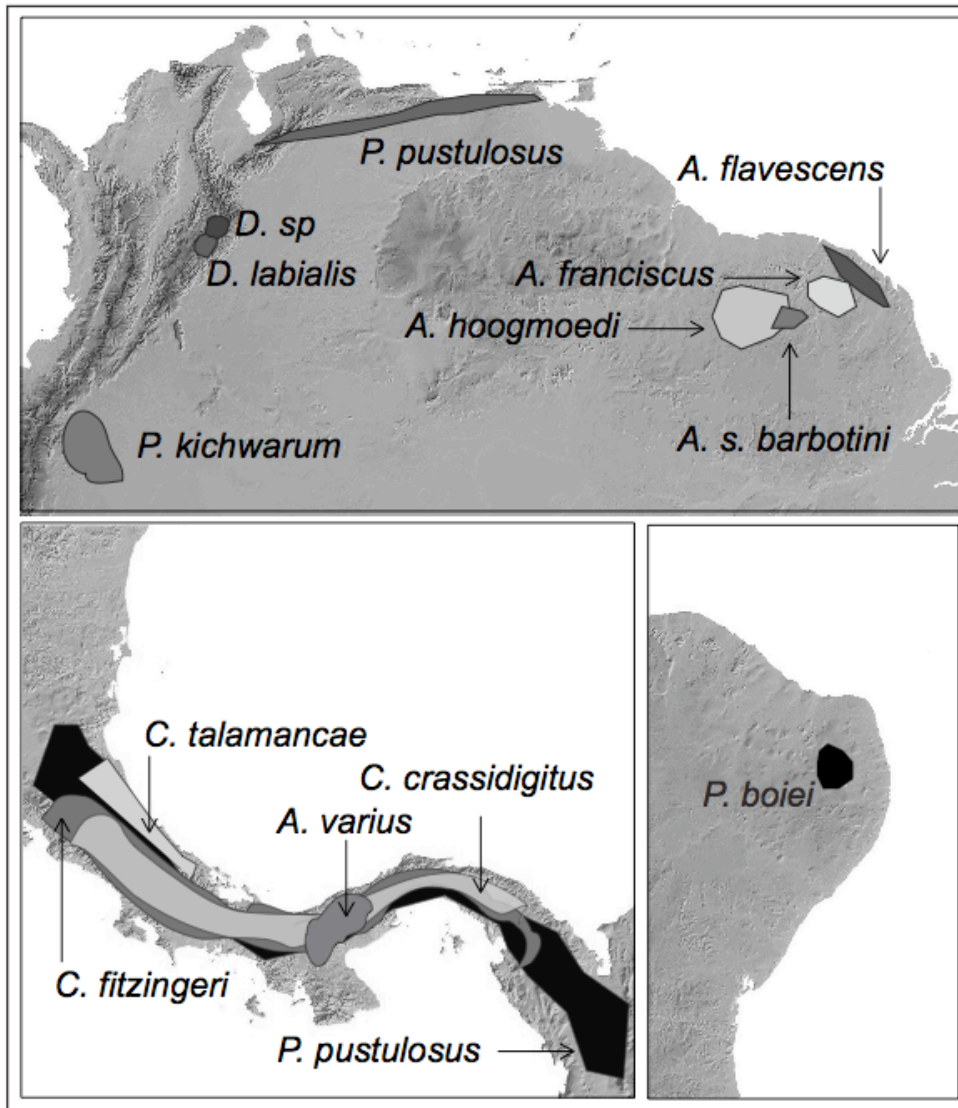 P. pustulosus
A. flavescens
D. sp
D. labialis
A. franciscus
A. hoogmoedi
P. kichwarum
A. s. barbotini
C. talamancae
C. crassidigitus
A. varius
P. boiei
C. fitzingeri
P. pustulosus